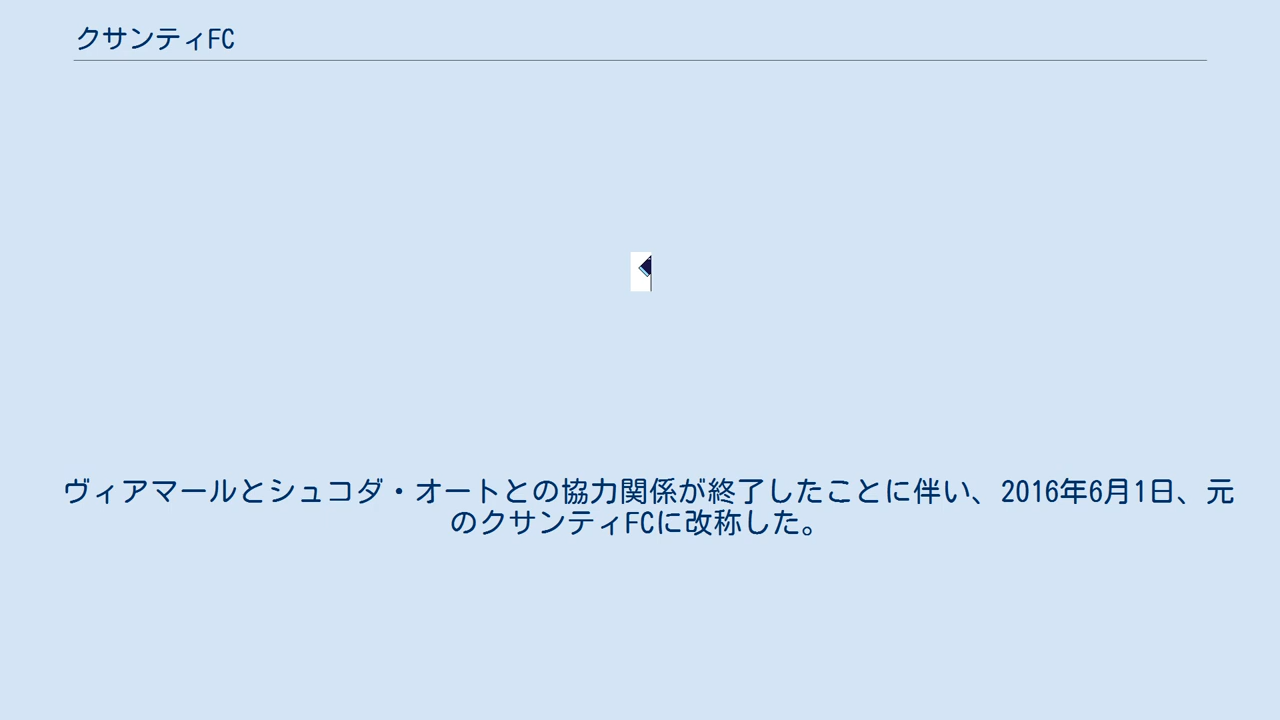 クサンティFC
ヴィアマールとシュコダ・オートとの協力関係が終了したことに伴い、2016年6月1日、元
のクサンティFCに改称した。